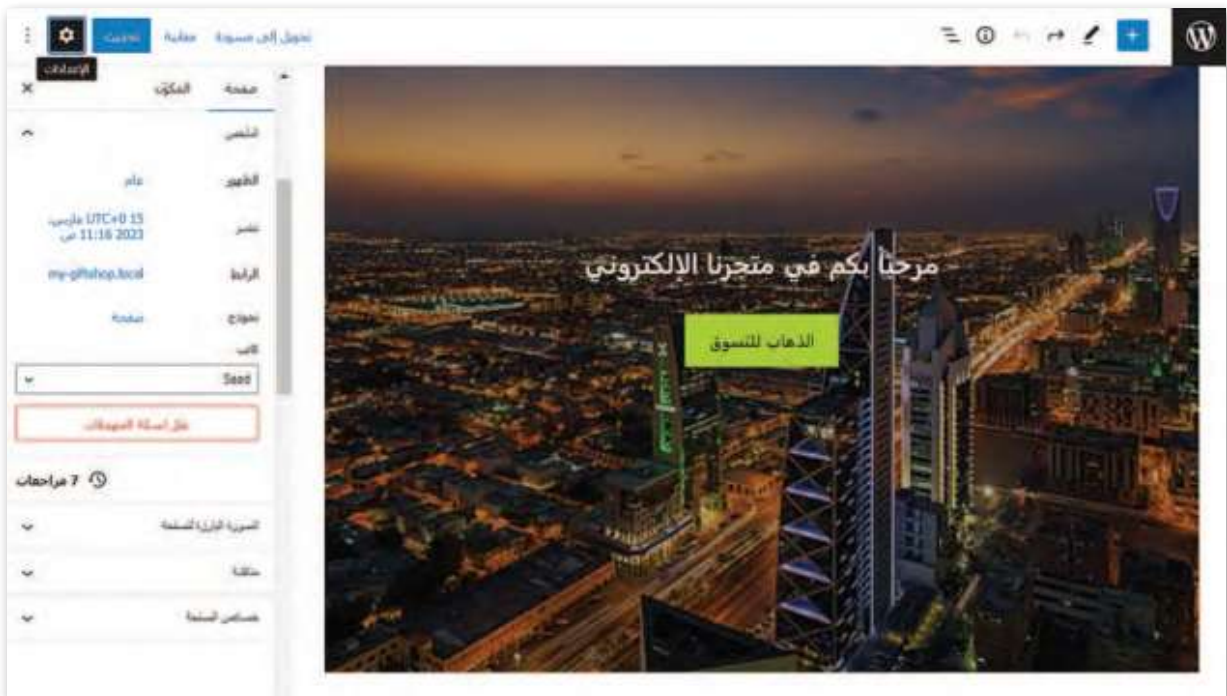 تحويل إلى مسودة
معاينة
تحديث
الإعدادات
صفحة
المكوّن
الملخص
الظهور
عام
نشر
15 UTC+0 مارس،
2023 11:16 ص
الرابط
my-giftshop.local
نموذج
صفحة
كاتب
Saad
نقل لسلة المهملات
7 مراجعات
الصورة البارزة للصفحة
مناقشة
خصائص الصفحة
مرحبًا بكم في متجرنا الإلكتروني
الذهاب للتسوق